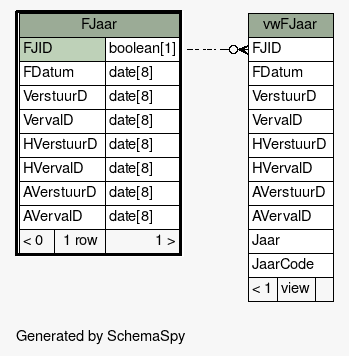 FJaar
FJID boolean[1]
FDatum date[8]
VerstuurD date[8]
VervalD date[8]
HVerstuurD date[8]
HVervalD date[8]
AVerstuurD date[8]
AVervalD date[8]
< 0 1 row 1 >
vwFJaar
FJID
FDatum
VerstuurD
VervalD
HVerstuurD
HVervalD
AVerstuurD
AVervalD
Jaar
JaarCode
< 1 view
Generated by SchemaSpy